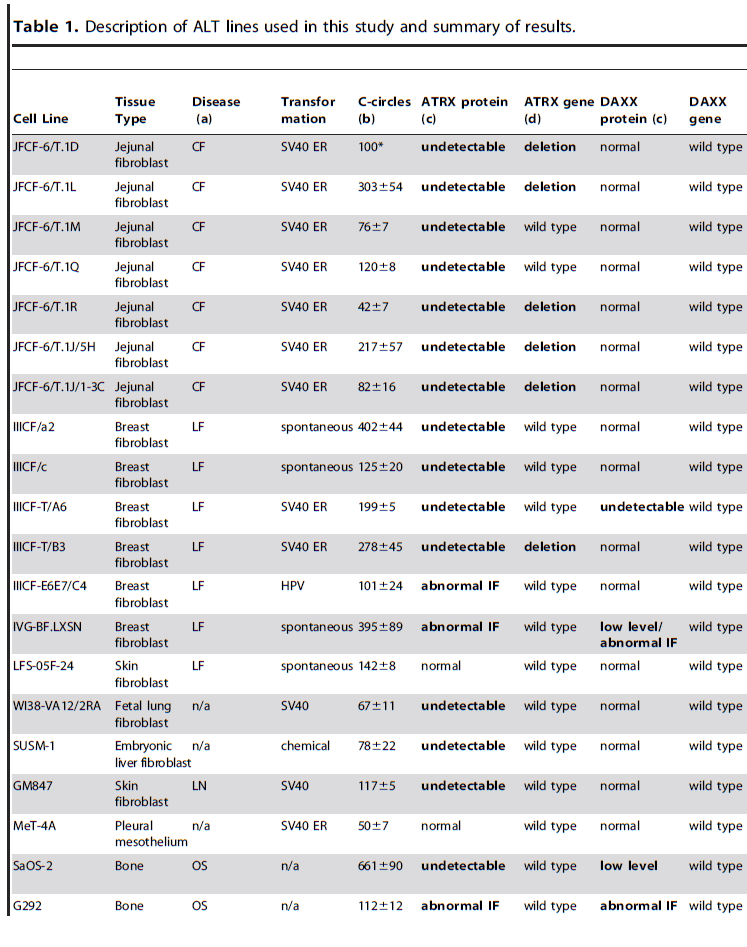 Table 1. Description of ALT lines used in this study and summary of results.
Cell Line Tissue Type Disease (a) Transfor mation C-circles (b) ATRX protein (c) ATRX gene (d) DAXX protein (c) DAXX gene
JFCF-6/T.1D Jejunal fibroblast CF SV40 ER 100* undetectable deletion normal wild type
JFCF-6/T.1L Jejunal fibroblast CF SV40 ER 303±54 undetectable deletion normal wild type
JFCF-6/T.1M Jejunal fibroblast CF SV40 ER 76±7 undetectable wild type normal wild type
JFCF-6/T.1Q Jejunal fibroblast CF SV40 ER 120±8 undetectable wild type normal wild type
JFCF-6/T.1R Jejunal fibroblast CF SV40 ER 42±7 undetectable deletion normal wild type
JFCF-6/T.1J/5H Jejunal fibroblast CF SV40 ER 217±57 undetectable deletion normal wild type
JFCF-6/T.1J/1-3C Jejunal fibroblast CF SV40 ER 82±16 undetectable deletion normal wild type
IIICF/a2 Breast fibroblast LF spontaneous 402±44 undetectable wild type normal wild type
IIICF/c Breast fibroblast LF spontaneous 125±20 undetectable wild type normal wild type
IIICF-T/A6 Breast fibroblast LF SV40 ER 199±5 undetectable wild type undetectable wild type
IIICF-T/B3 Breast fibroblast LF SV40 ER 278±45 undetectable deletion normal wild type
IIICF-E6E7/C4 Breast fibroblast LF HPV 101±24 abnormal IF wild type normal wild type
IVG-BF.LXSN Breast fibroblast LF spontaneous 395±89 abnormal IF wild type low level/ abnormal IF wild type
LFS-05F-24 Skin fibroblast LF spontaneous 142±8 normal wild type normal wild type
WI38-VA12/2RA Fetal lung fibroblast n/a SV40 67±11 undetectable wild type normal wild type
SUSM-1 Embryonic liver fibroblast n/a chemical 78±22 undetectable wild type normal wild type
GM847 Skin fibroblast LN SV40 117±5 undetectable wild type normal wild type
MeT-4A Pleural mesothelium n/a SV40 ER 50±7 normal wild type normal wild type
SaOS-2 Bone OS n/a 661±90 undetectable wild type low level wild type
G292 Bone OS n/a 112±12 abnormal IF wild type abnormal IF wild type